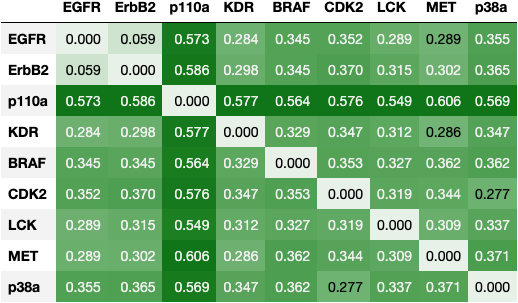 EGFR ErbB2 p110a KDR BRAF CDK2 LCK MET p38a
EGFR 0.000 0.059 0.573 0.284 0.345 0.352 0.289 0.289 0.355
ErbB2 0.059 0.000 0.586 0.298 0.345 0.370 0.315 0.302 0.365
p110a 0.573 0.586 0.000 0.577 0.564 0.576 0.549 0.606 0.569
KDR 0.284 0.298 0.577 0.000 0.329 0.347 0.312 0.286 0.347
BRAF 0.345 0.345 0.564 0.329 0.000 0.353 0.327 0.362 0.362
CDK2 0.352 0.370 0.576 0.347 0.353 0.000 0.319 0.344 0.277
LCK 0.289 0.315 0.549 0.312 0.327 0.319 0.000 0.309 0.337
MET 0.289 0.302 0.606 0.286 0.362 0.344 0.309 0.000 0.371
p38a 0.355 0.365 0.569 0.347 0.362 0.277 0.337 0.371 0.000